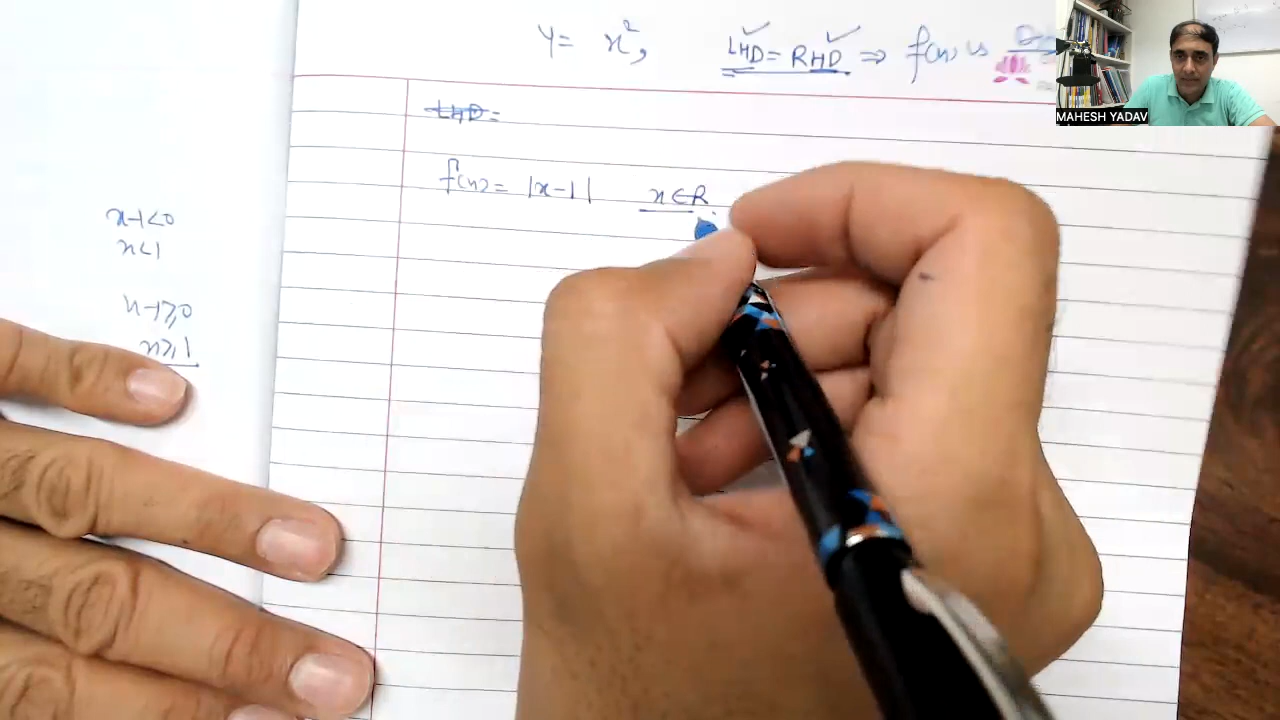 y = x², LHD = RHD ⇒ f(x) is
LHD =
f(x) = |x-1| x ∈ R
x-1<0
x<1
x-1≥0
x≥1
MAHESH YADAV